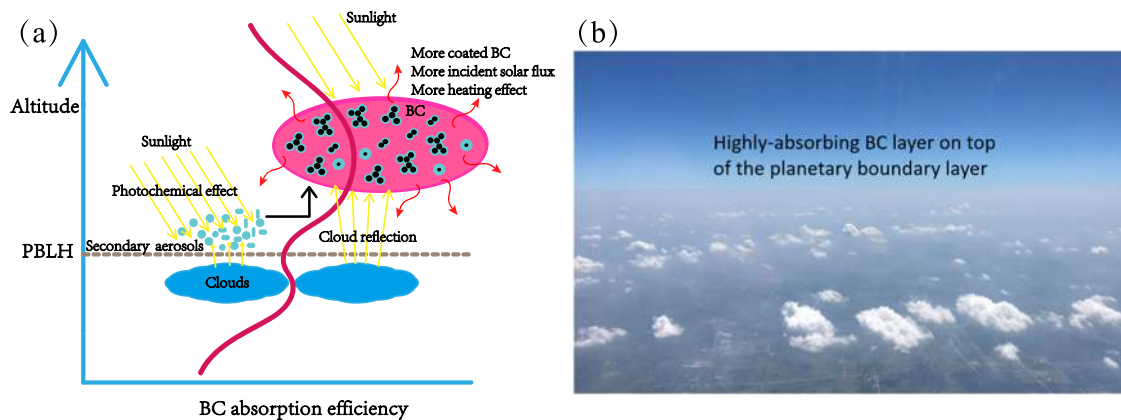 (a)
Sunlight
More coated BC
More incident solar flux
More heating effect
BC
Altitude
Sunlight
Photochemical effect
Secondary aerosols
Cloud reflection
PBLH
Clouds
BC absorption efficiency
(b)
Highly-absorbing BC layer on top
of the planetary boundary layer